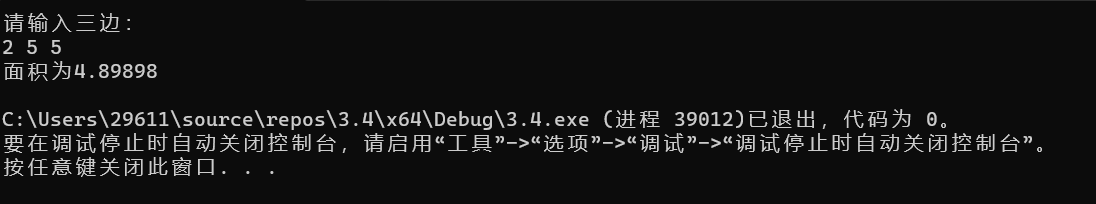 请输入三边：
2 5 5
面积为4.89898
C:\Users\29611\source\repos\3.4\x64\Debug\3.4.exe (进程 39012)已退出，代码为 0。
要在调试停止时自动关闭控制台，请启用“工具”->“选项”->“调试”->“调试停止时自动关闭控制台”。
按任意键关闭此窗口. . .